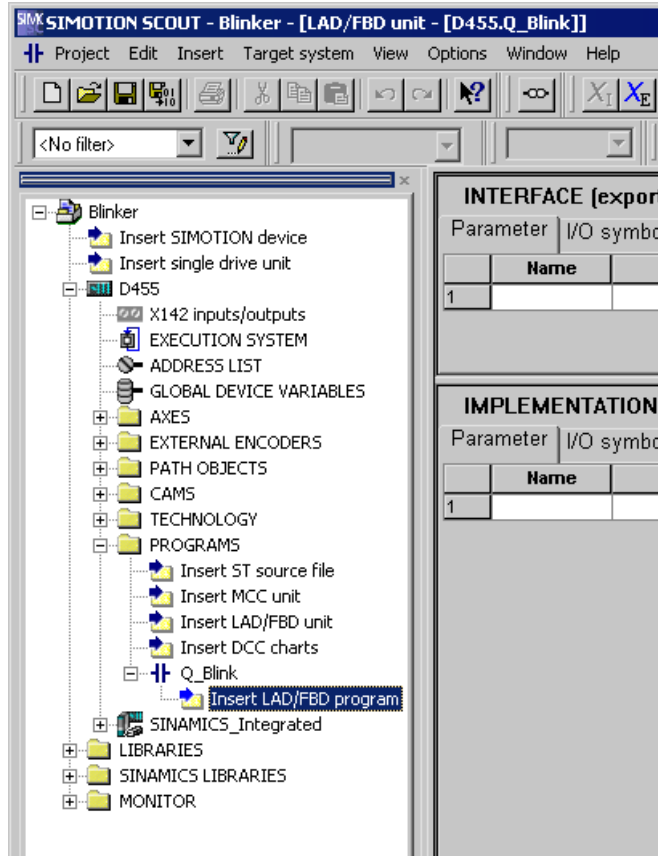 SIMOTION SCOUT - Blinker - [LAD/FBD unit - [D455.Q_Blink]]
Project Edit Insert Target system View Options Window Help
<No filter>
INTERFACE (export
Parameter I/O symbo
Name
1
IMPLEMENTATION
Parameter I/O symbo
Name
1
Blinker
Insert SIMOTION device
Insert single drive unit
D455
X142 inputs/outputs
EXECUTION SYSTEM
ADDRESS LIST
GLOBAL DEVICE VARIABLES
AXES
EXTERNAL ENCODERS
PATH OBJECTS
CAMS
TECHNOLOGY
PROGRAMS
Insert ST source file
Insert MCC unit
Insert LAD/FBD unit
Insert DCC charts
Q_Blink
Insert LAD/FBD program
SINAMICS_Integrated
LIBRARIES
SINAMICS LIBRARIES
MONITOR